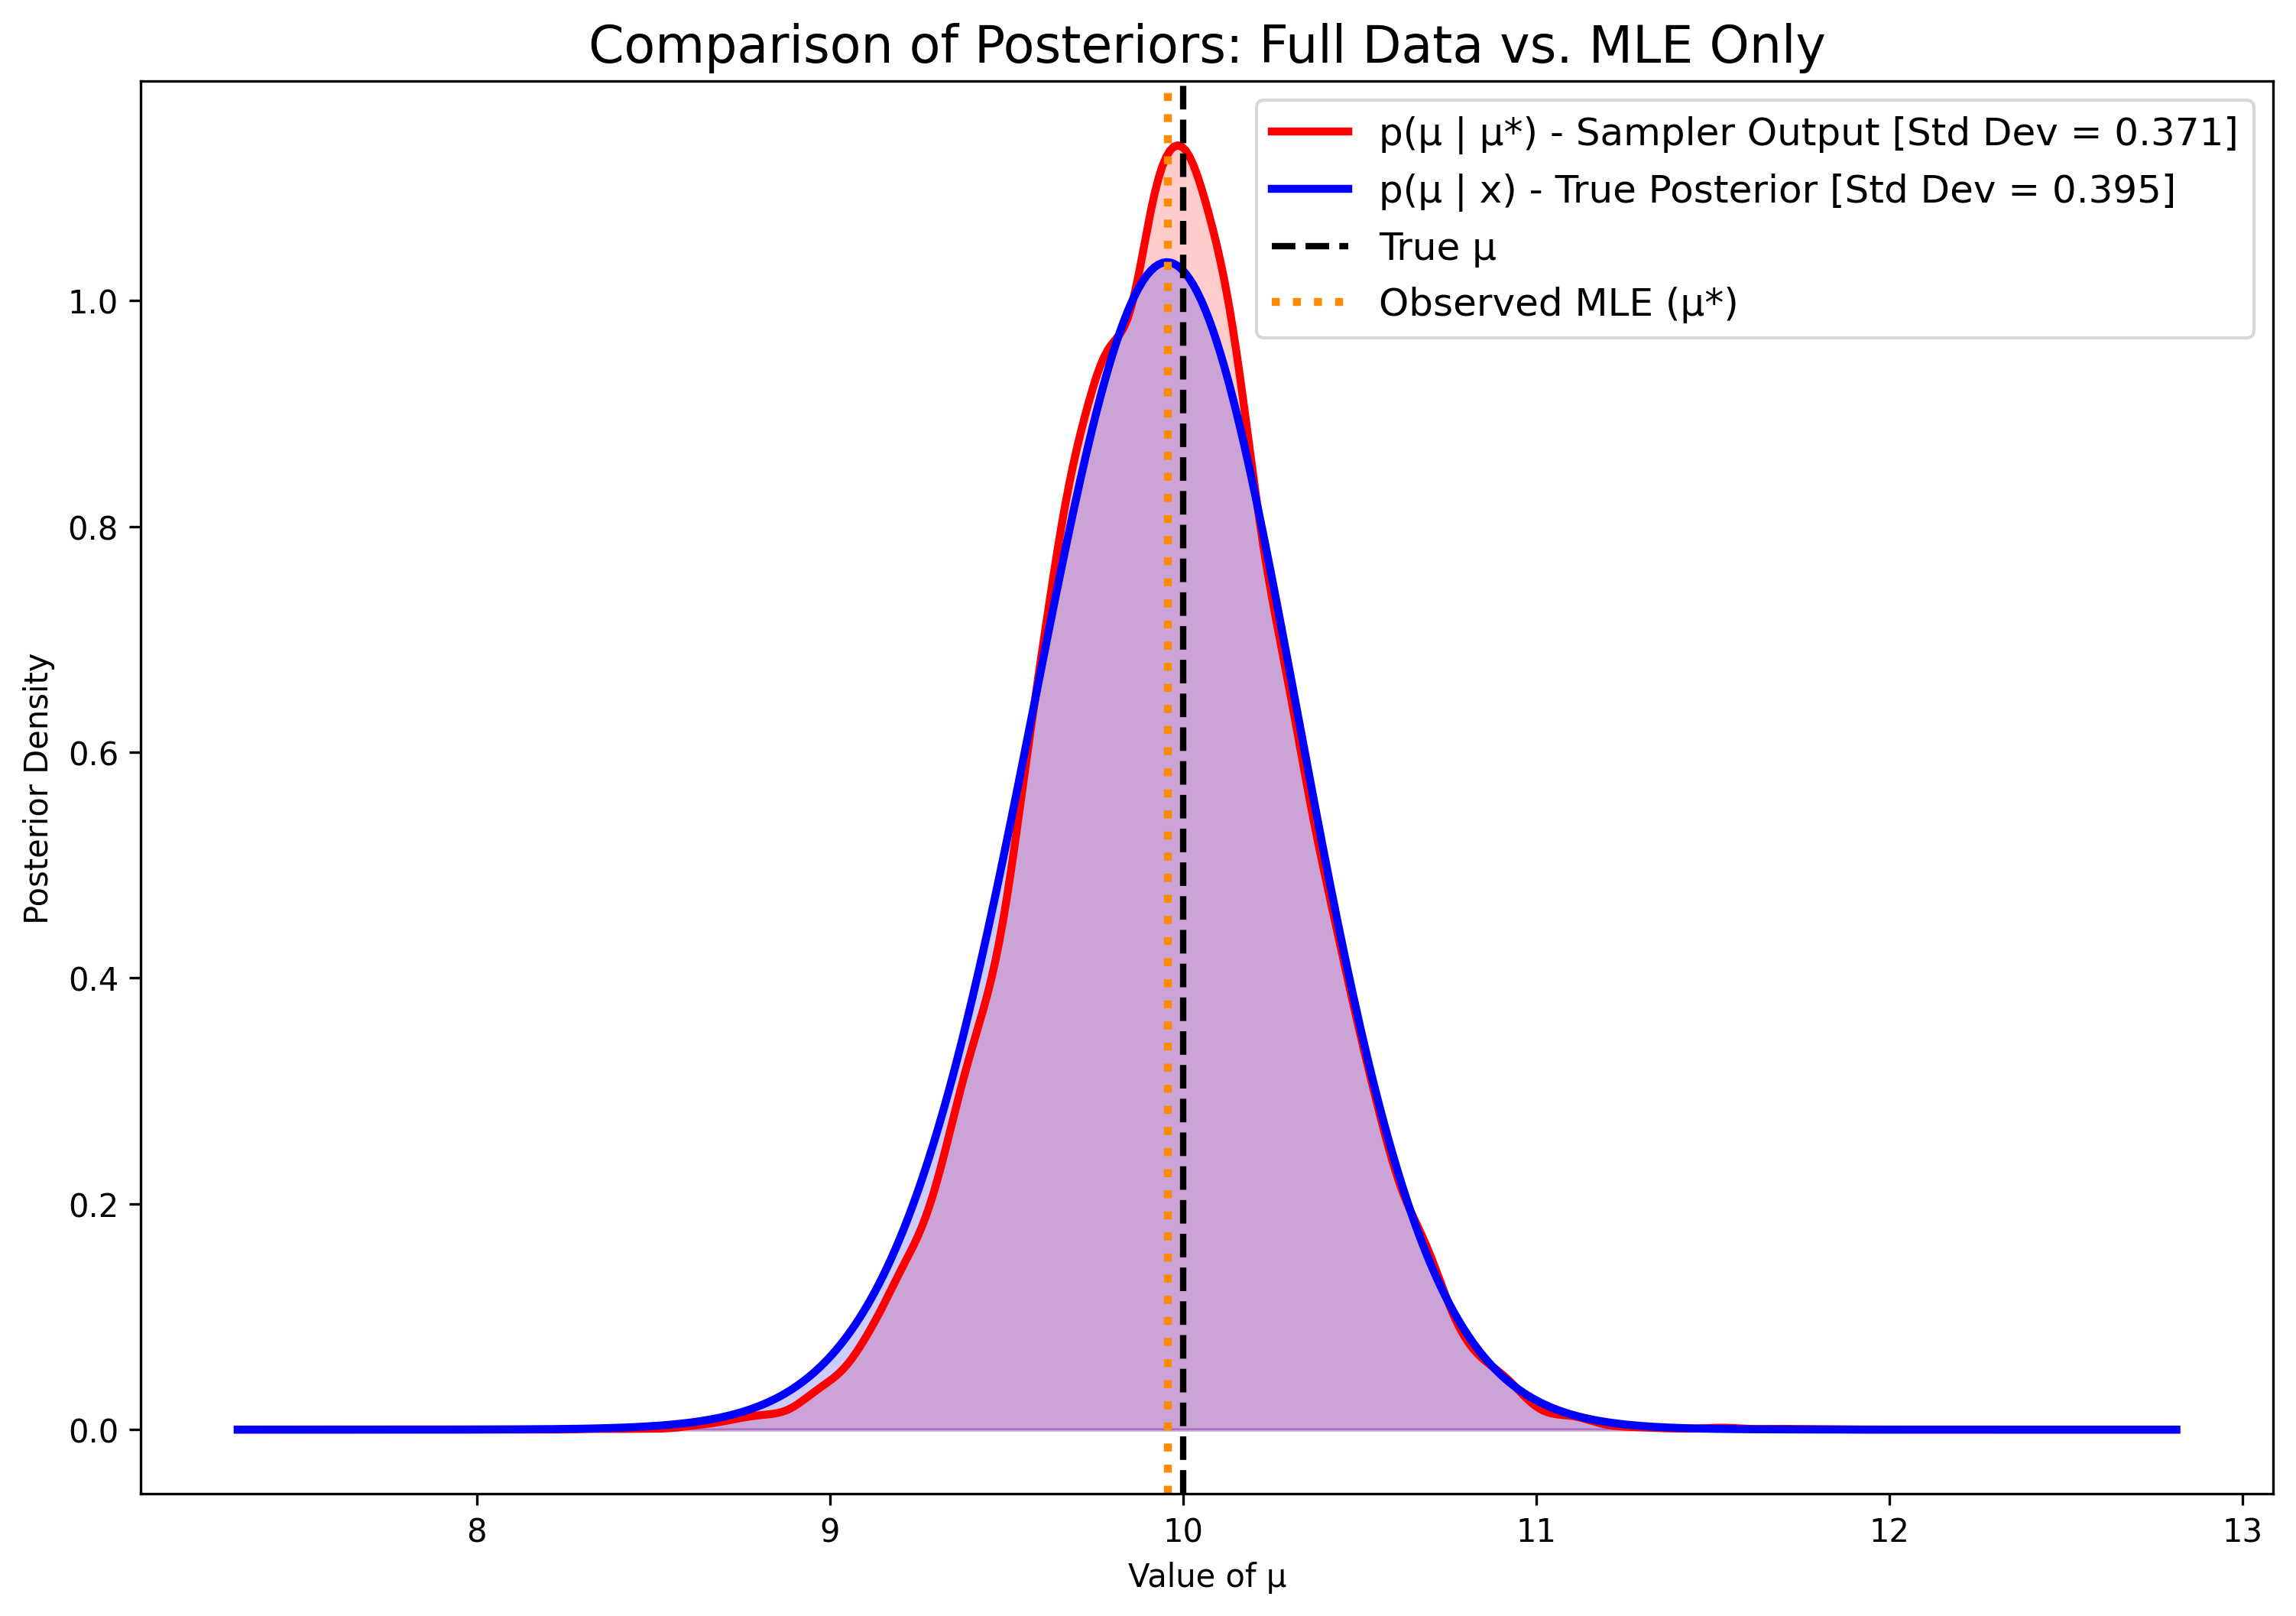 Comparison of Posteriors: Full Data vs. MLE Only
p(μ | μ*) - Sampler Output [Std Dev = 0.371]
p(μ | x) - True Posterior [Std Dev = 0.395]
True μ
Observed MLE (μ*)
Posterior Density
1.0
0.8
0.6
0.4
0.2
0.0
8 9 10 11 12 13
Value of μ